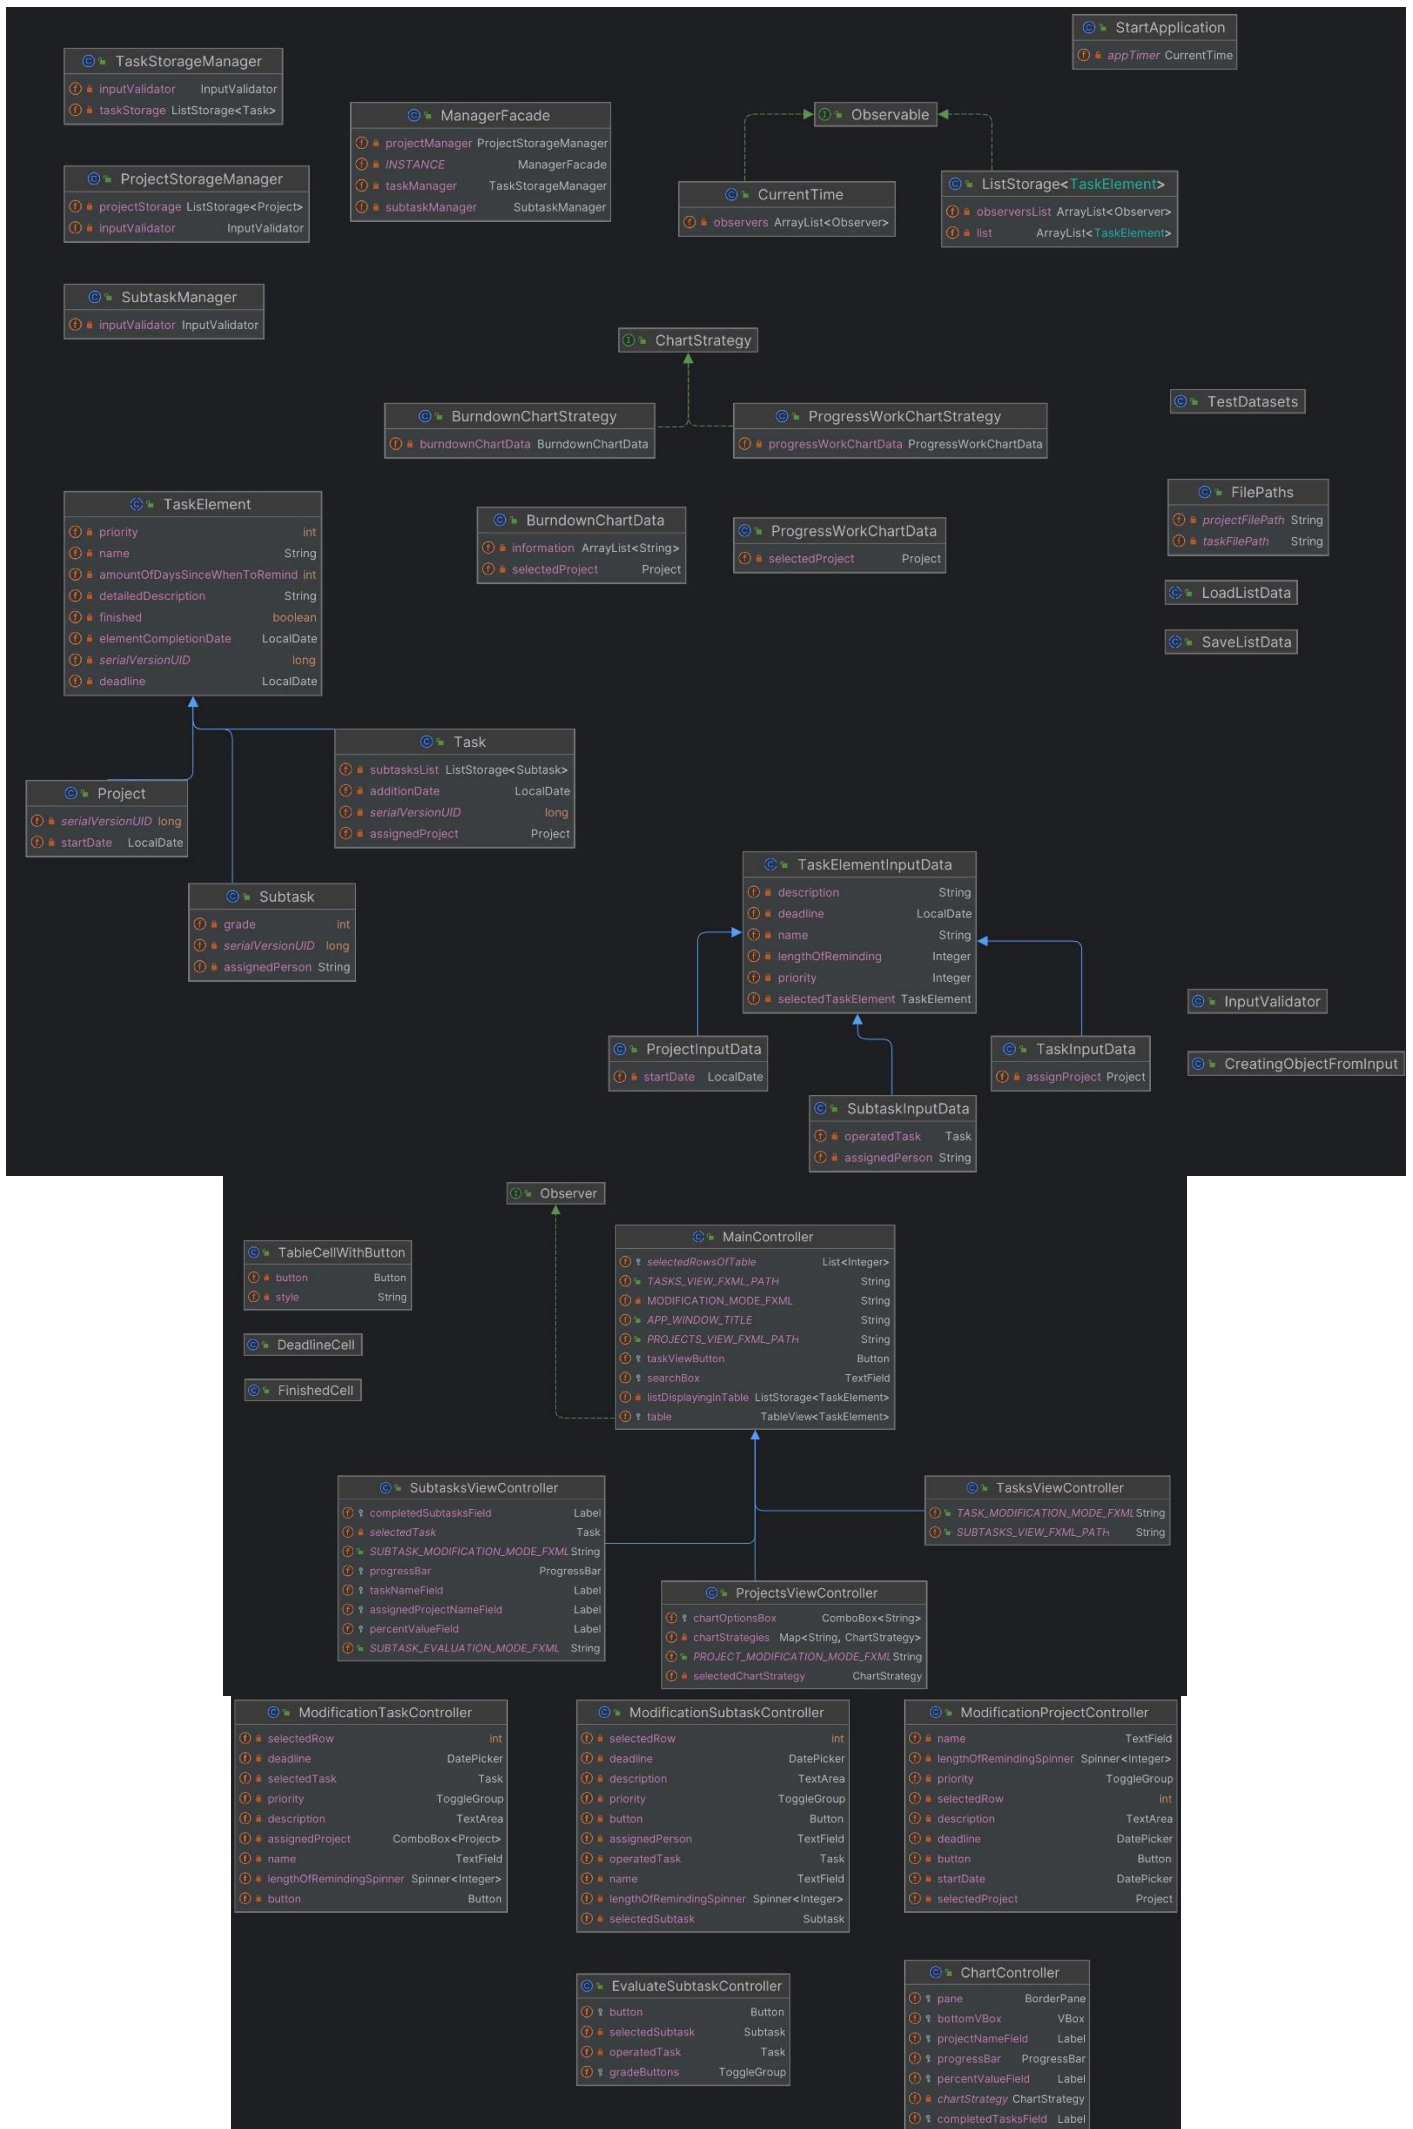 StartApplication
appTimer CurrentTime
TaskStorageManager
inputValidator InputValidator
taskStorage ListStorage<Task>
ManagerFacade
projectManager ProjectStorageManager
INSTANCE ManagerFacade
taskManager TaskStorageManager
subtaskManager SubtaskManager
Observable
ProjectStorageManager
projectStorage ListStorage<Project>
inputValidator InputValidator
CurrentTime
observers ArrayList<Observer>
ListStorage<TaskElement>
observersList ArrayList<Observer>
list ArrayList<TaskElement>
SubtaskManager
inputValidator InputValidator
ChartStrategy
BurndownChartStrategy
burndownChartData BurndownChartData
ProgressWorkChartStrategy
progressWorkChartData ProgressWorkChartData
TestDatasets
TaskElement
priority int
name String
amountOfDaysSinceWhenToRemind int
detailedDescription String
finished boolean
elementCompletionDate LocalDate
serialVersionUID long
deadline LocalDate
BurndownChartData
information ArrayList<String>
selectedProject Project
ProgressWorkChartData
selectedProject Project
FilePaths
projectFilePath String
taskFilePath String
LoadListData
SaveListData
Task
subtasksList ListStorage<Subtask>
additionDate LocalDate
serialVersionUID long
assignedProject Project
Project
serialVersionUID long
startDate LocalDate
Subtask
grade int
serialVersionUID long
assignedPerson String
TaskElementInputData
description String
deadline LocalDate
name String
lengthOfReminding Integer
priority Integer
selectedTaskElement TaskElement
InputValidator
ProjectInputData
startDate LocalDate
TaskInputData
assignProject Project
CreatingObjectFromInput
SubtaskInputData
operatedTask Task
assignedPerson String
Observer
TableCellWithButton
button Button
style String
DeadlineCell
FinishedCell
MainController
selectedRowsOfTable List<Integer>
TASKS_VIEW_FXML_PATH String
MODIFICATION_MODE_FXML String
APP_WINDOW_TITLE String
PROJECTS_VIEW_FXML_PATH String
taskViewButton Button
searchBox TextField
listDisplayingInTable ListStorage<TaskElement>
table TableView<TaskElement>
SubtasksViewController
completedSubtasksField Label
selectedTask Task
SUBTASK_MODIFICATION_MODE_FXML String
progressBar ProgressBar
taskNameField Label
assignedProjectNameField Label
percentValueField Label
SUBTASK_EVALUATION_MODE_FXML String
TasksViewController
TASK_MODIFICATION_MODE_FXML String
SUBTASKS_VIEW_FXML_PATH String
ProjectsViewController
chartOptionsBox ComboBox<String>
chartStrategies Map<String, ChartStrategy>
PROJECT_MODIFICATION_MODE_FXML String
selectedChartStrategy ChartStrategy
ModificationTaskController
selectedRow int
deadline DatePicker
selectedTask Task
priority ToggleGroup
description TextArea
assignedProject ComboBox<Project>
name TextField
lengthOfRemindingSpinner Spinner<Integer>
button Button
ModificationSubtaskController
selectedRow int
deadline DatePicker
description TextArea
priority ToggleGroup
button Button
assignedPerson TextField
operatedTask Task
name TextField
lengthOfRemindingSpinner Spinner<Integer>
selectedSubtask Subtask
ModificationProjectController
name TextField
lengthOfRemindingSpinner Spinner<Integer>
priority ToggleGroup
selectedRow int
description TextArea
deadline DatePicker
button Button
startDate DatePicker
selectedProject Project
EvaluateSubtaskController
button Button
selectedSubtask Subtask
operatedTask Task
gradeButtons ToggleGroup
ChartController
pane BorderPane
bottomVBox VBox
projectNameField Label
progressBar ProgressBar
percentValueField Label
chartStrategy ChartStrategy
completedTasksField Label